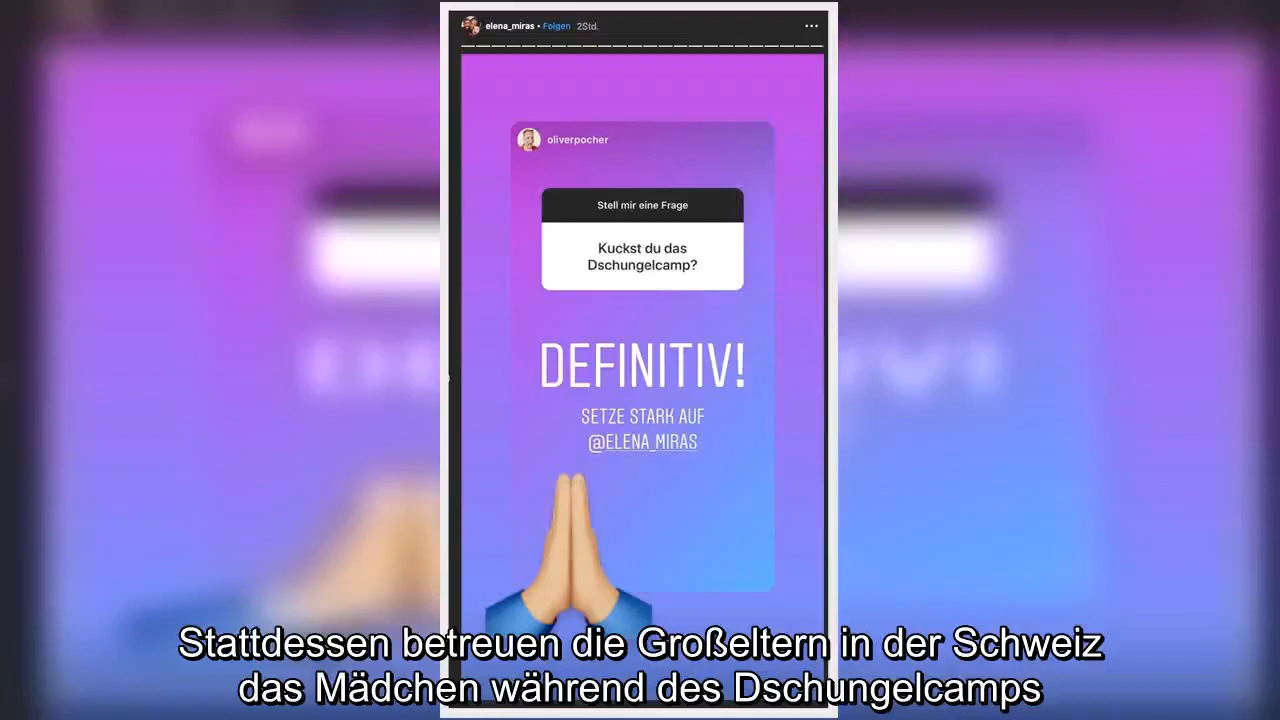 elena_miras • Folgen 2Std.
oliverpocher
Stell mir eine Frage
Kuckst du das
Dschungelcamp?
DEFINITIV!
SETZE STARK AUF
@ELENA_MIRAS
Stattdessen betreuen die Großeltern in der Schweiz
das Mädchen während des Dschungelcamps